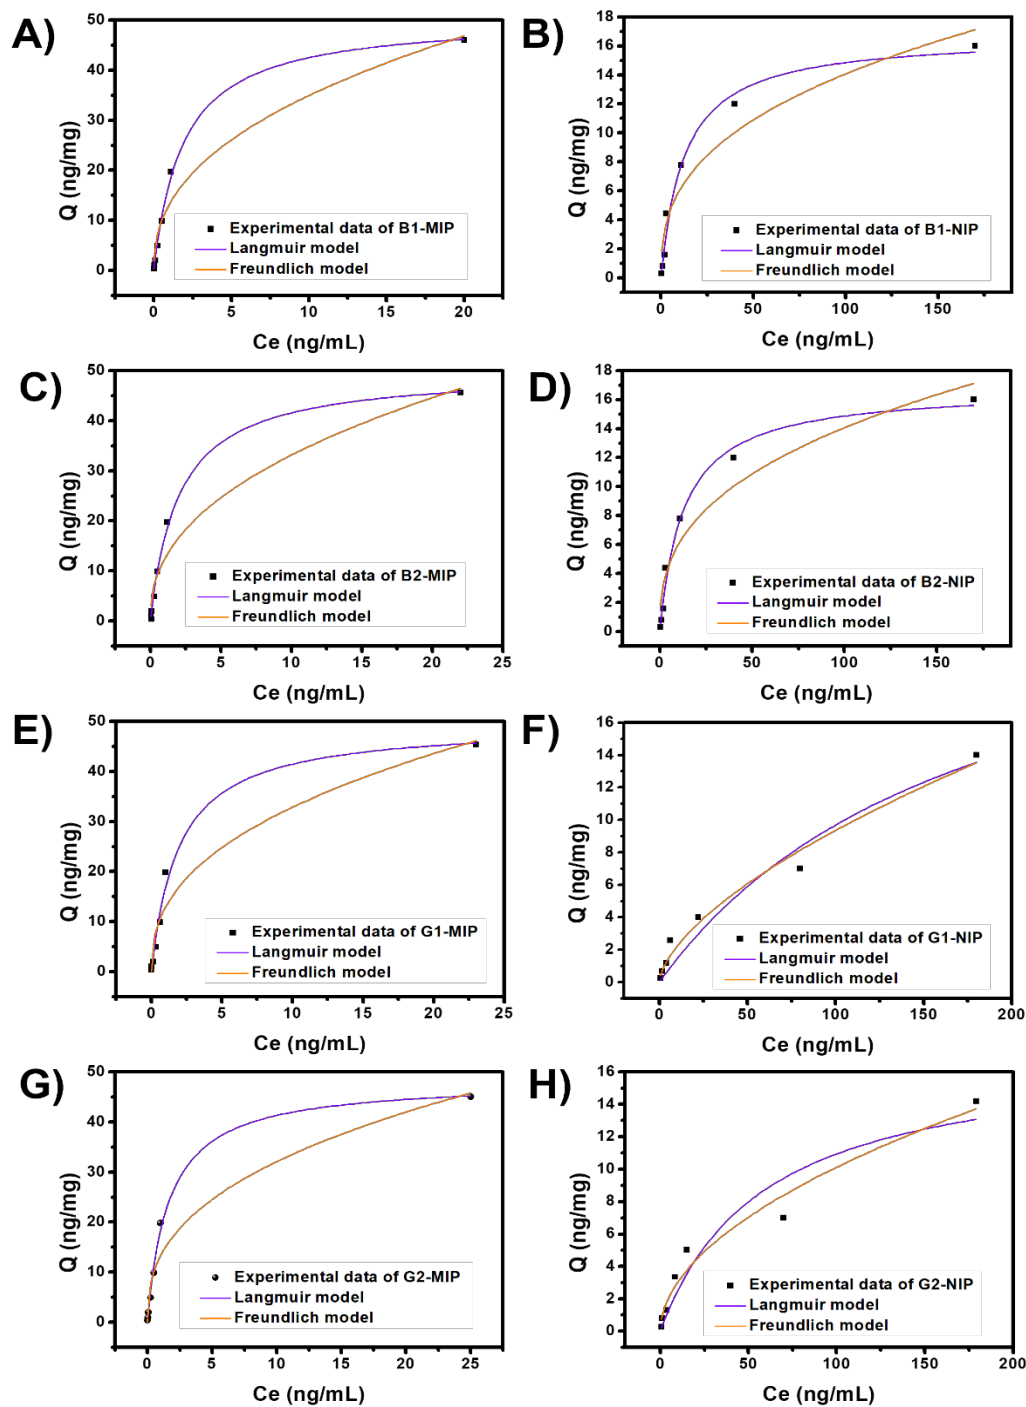 A)
50
40
30
20
10
0
Q (ng/mg)
Experimental data of B1-MIP
Langmuir model
Freundlich model
0 5 10 15 20
Ce (ng/mL)
B)
18
16
14
12
10
8
6
4
2
0
Q (ng/mg)
Experimental data of B1-NIP
Langmuir model
Freundlich model
0 50 100 150
Ce (ng/mL)
C)
50
40
30
20
10
0
Q (ng/mg)
Experimental data of B2-MIP
Langmuir model
Freundlich model
0 5 10 15 20 25
Ce (ng/mL)
D)
18
16
14
12
10
8
6
4
2
0
Q (ng/mg)
Experimental data of B2-NIP
Langmuir model
Freundlich model
0 50 100 150
Ce (ng/mL)
E)
50
40
30
20
10
0
Q (ng/mg)
Experimental data of G1-MIP
Langmuir model
Freundlich model
0 5 10 15 20 25
Ce (ng/mL)
F)
16
14
12
10
8
6
4
2
0
Q (ng/mg)
Experimental data of G1-NIP
Langmuir model
Freundlich model
0 50 100 150 200
Ce (ng/mL)
G)
50
40
30
20
10
0
Q (ng/mg)
Experimental data of G2-MIP
Langmuir model
Freundlich model
0 5 10 15 20 25
Ce (ng/mL)
H)
16
14
12
10
8
6
4
2
0
Q (ng/mg)
Experimental data of G2-NIP
Langmuir model
Freundlich model
0 50 100 150 200
Ce (ng/mL)